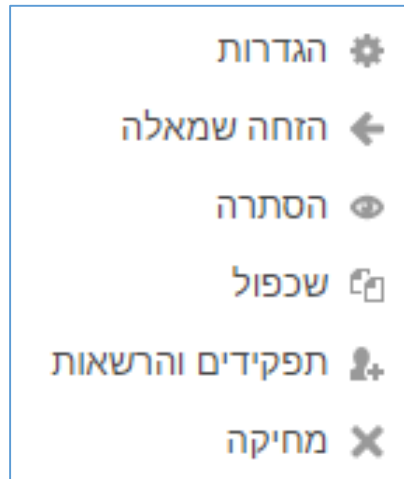 הגדרות
הזחה שמאלה
הסתרה
שכפול
תפקידים והרשאות
מחיקה